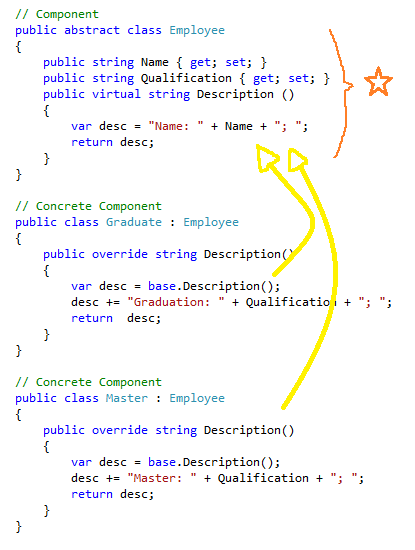 // Component
public abstract class Employee
{
    public string Name { get; set; }
    public string Qualification { get; set; }
    public virtual string Description ()
    {
        var desc = "Name: " + Name + "; ";
        return desc;
    }
}
// Concrete Component
public class Graduate : Employee
{
    public override string Description()
    {
        var desc = base.Description();
        desc += "Graduation: " + Qualification + "; ";
        return  desc;
    }
}
// Concrete Component
public class Master : Employee
{
    public override string Description()
    {
        var desc = base.Description();
        desc += "Master: " + Qualification + "; ";
        return desc;
    }
}